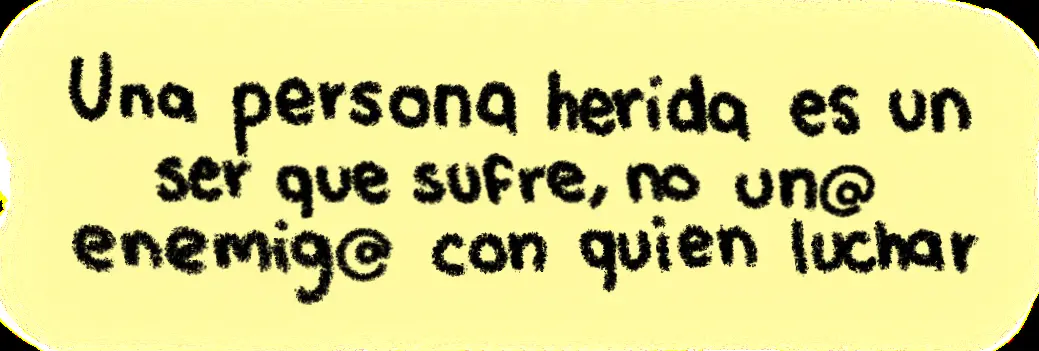 Una persona herida es un
ser que sufre, no un@
enemig@ con quien luchar